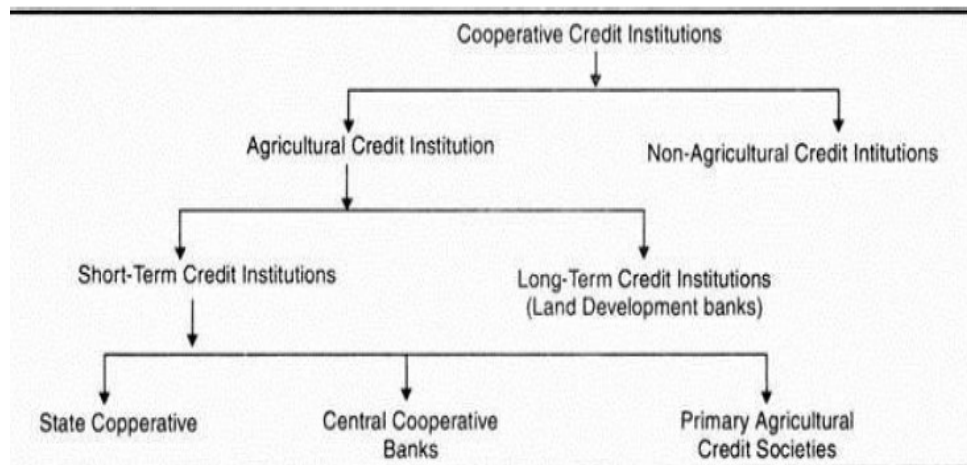 Cooperative Credit Institutions
Agricultural Credit Institution
Non-Agricultural Credit Intitutions
Short-Term Credit Institutions
Long-Term Credit Institutions
(Land Development banks)
State Copperative
Central Cooperative
Banks
Primary Agricultural
Credit Societies